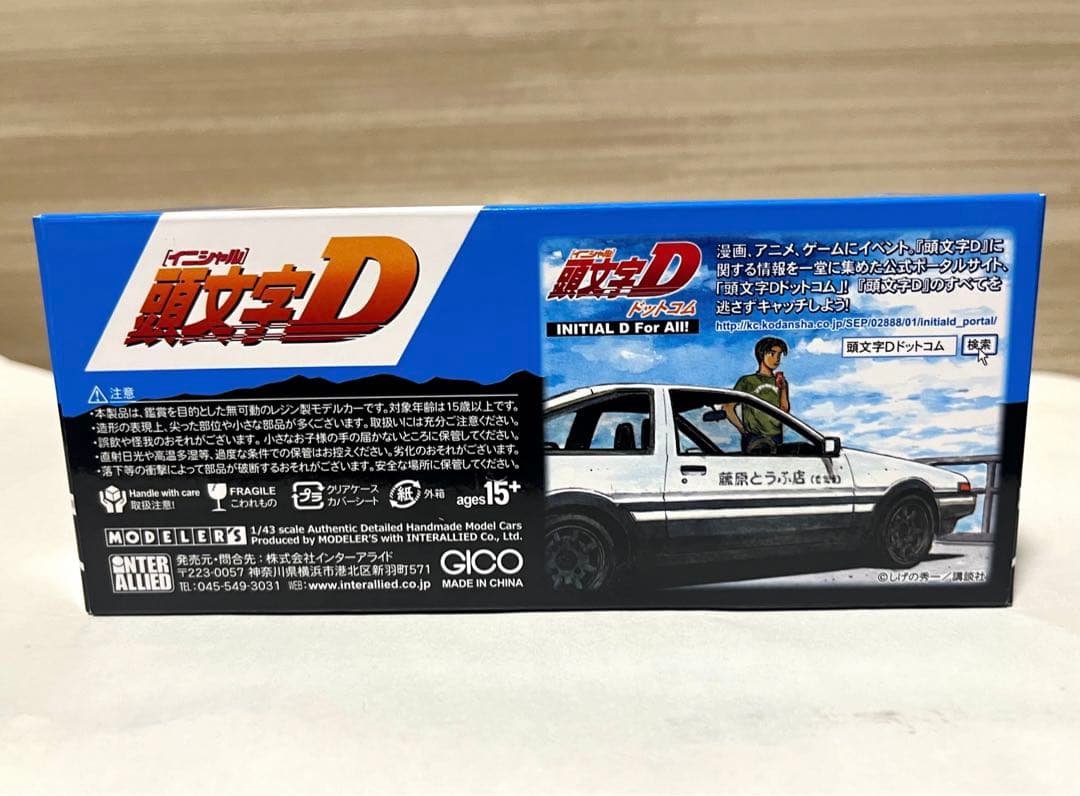 [イニシャル]
頭文字D
⚠注意
・本製品は、鑑賞を目的とした無可動のレジン製モデルカーです。対象年齢は15歳以上です。
・造形の表現上、尖った部位や小さな部品が多くございます。取扱いには充分ご注意ください。
・誤飲や怪我のおそれがございます。小さなお子様の手の届かないところに保管してください。
・直射日光や高温多湿等、過度な条件での保管はお控えください。劣化のおそれがございます。
・落下等の衝撃によって部品が破断するおそれがございます。安全な場所に保管してください。
Handle with care
取扱注意!
FRAGILE
こわれもの
プラ
クリアケース
カバーシート
紙
外箱
ages15+
MODELER'S
1/43 scale Authentic Detailed Handmade Model Cars
Produced by MODELER'S with INTERALLIED Co., Ltd.
INTER
ALLIED
発売元・問合先:株式会社インターアライド
〒223-0057 神奈川県横浜市港北区新羽町571
TEL:045-549-3031 WEB:www.interallied.co.jp
GICO
MADE IN CHINA
[イニシャル]
頭文字D
ドットコム
INITIAL D For All!
漫画、アニメ、ゲームにイベント。『頭文字D』に
関する情報を一堂に集めた公式ポータルサイト、
「頭文字Dドットコム」! 『頭文字D』のすべてを
逃さずキャッチしよう!
http://kc.kodansha.co.jp/SEP/02888/01/initiald_portal/
頭文字Dドットコム
検索
藤原とうふ店(自家用)
©しげの秀一/講談社